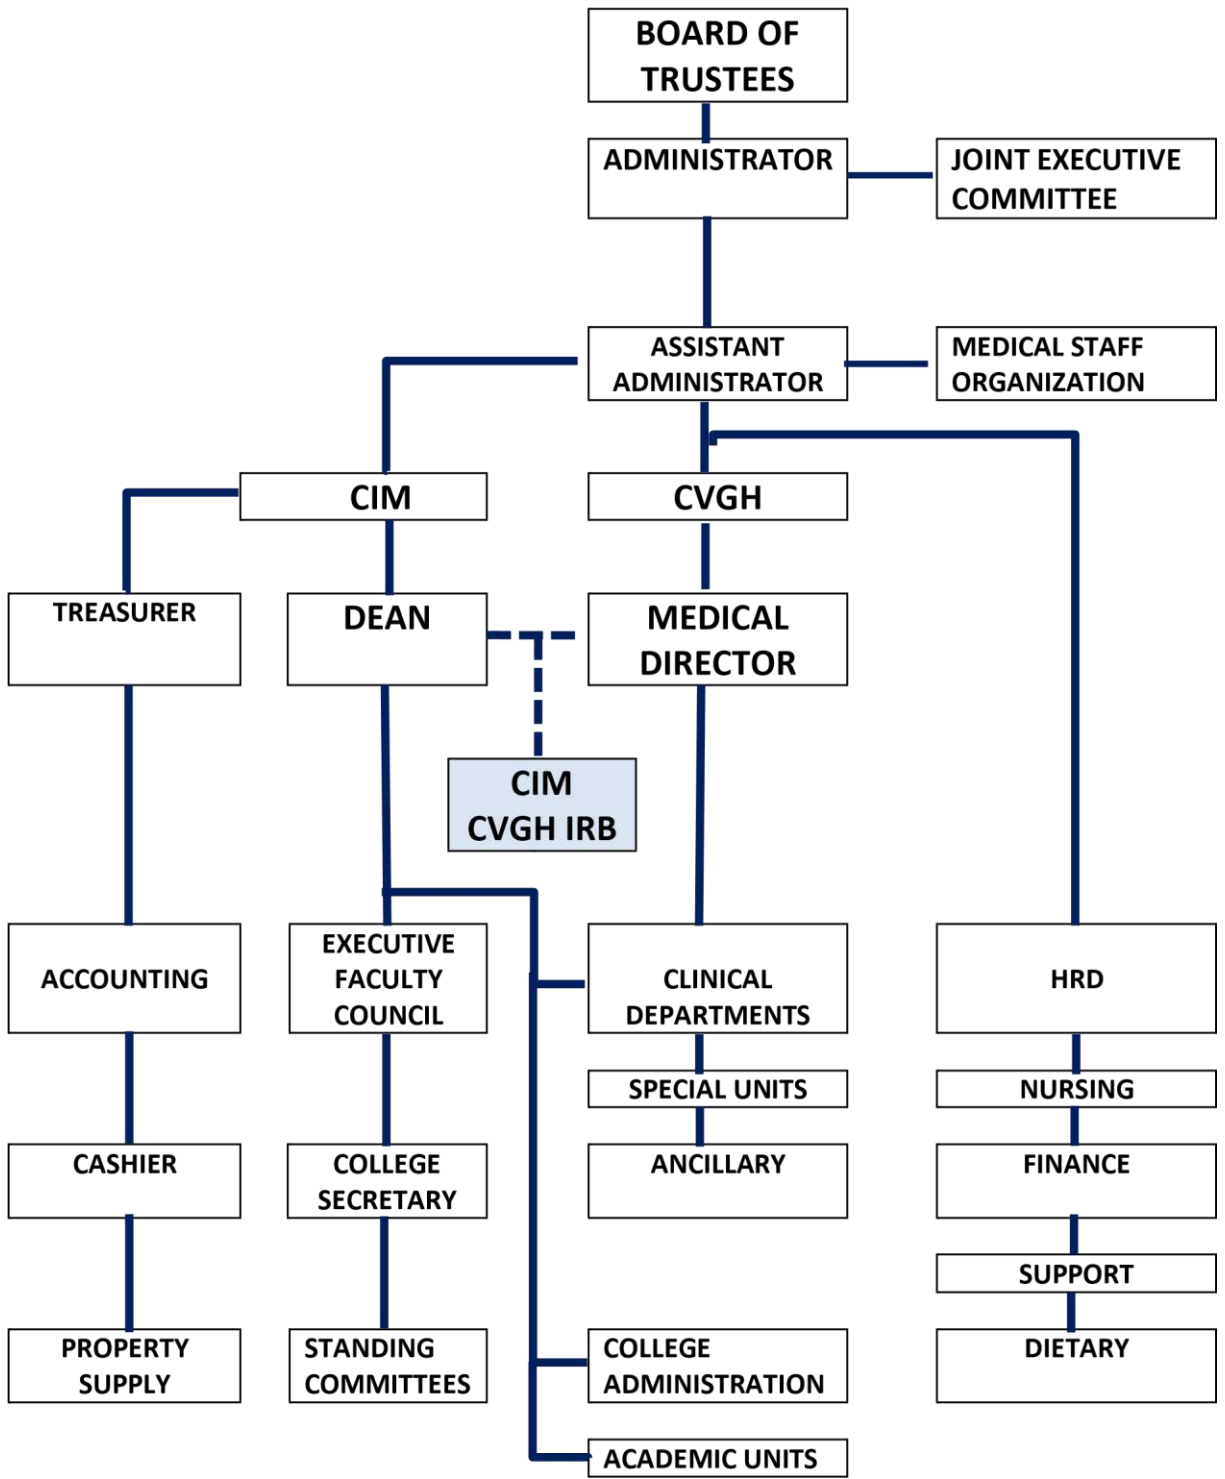 BOARD OF
TRUSTEES
ADMINISTRATOR
JOINT EXECUTIVE
COMMITTEE
ASSISTANT
ADMINISTRATOR
MEDICAL STAFF
ORGANIZATION
CIM
CVGH
TREASURER
DEAN
MEDICAL
DIRECTOR
CIM
CVGH IRB
ACCOUNTING
EXECUTIVE
FACULTY
COUNCIL
CLINICAL
DEPARTMENTS
HRD
SPECIAL UNITS
NURSING
CASHIER
COLLEGE
SECRETARY
ANCILLARY
FINANCE
SUPPORT
PROPERTY
SUPPLY
STANDING
COMMITTEES
COLLEGE
ADMINISTRATION
DIETARY
ACADEMIC UNITS